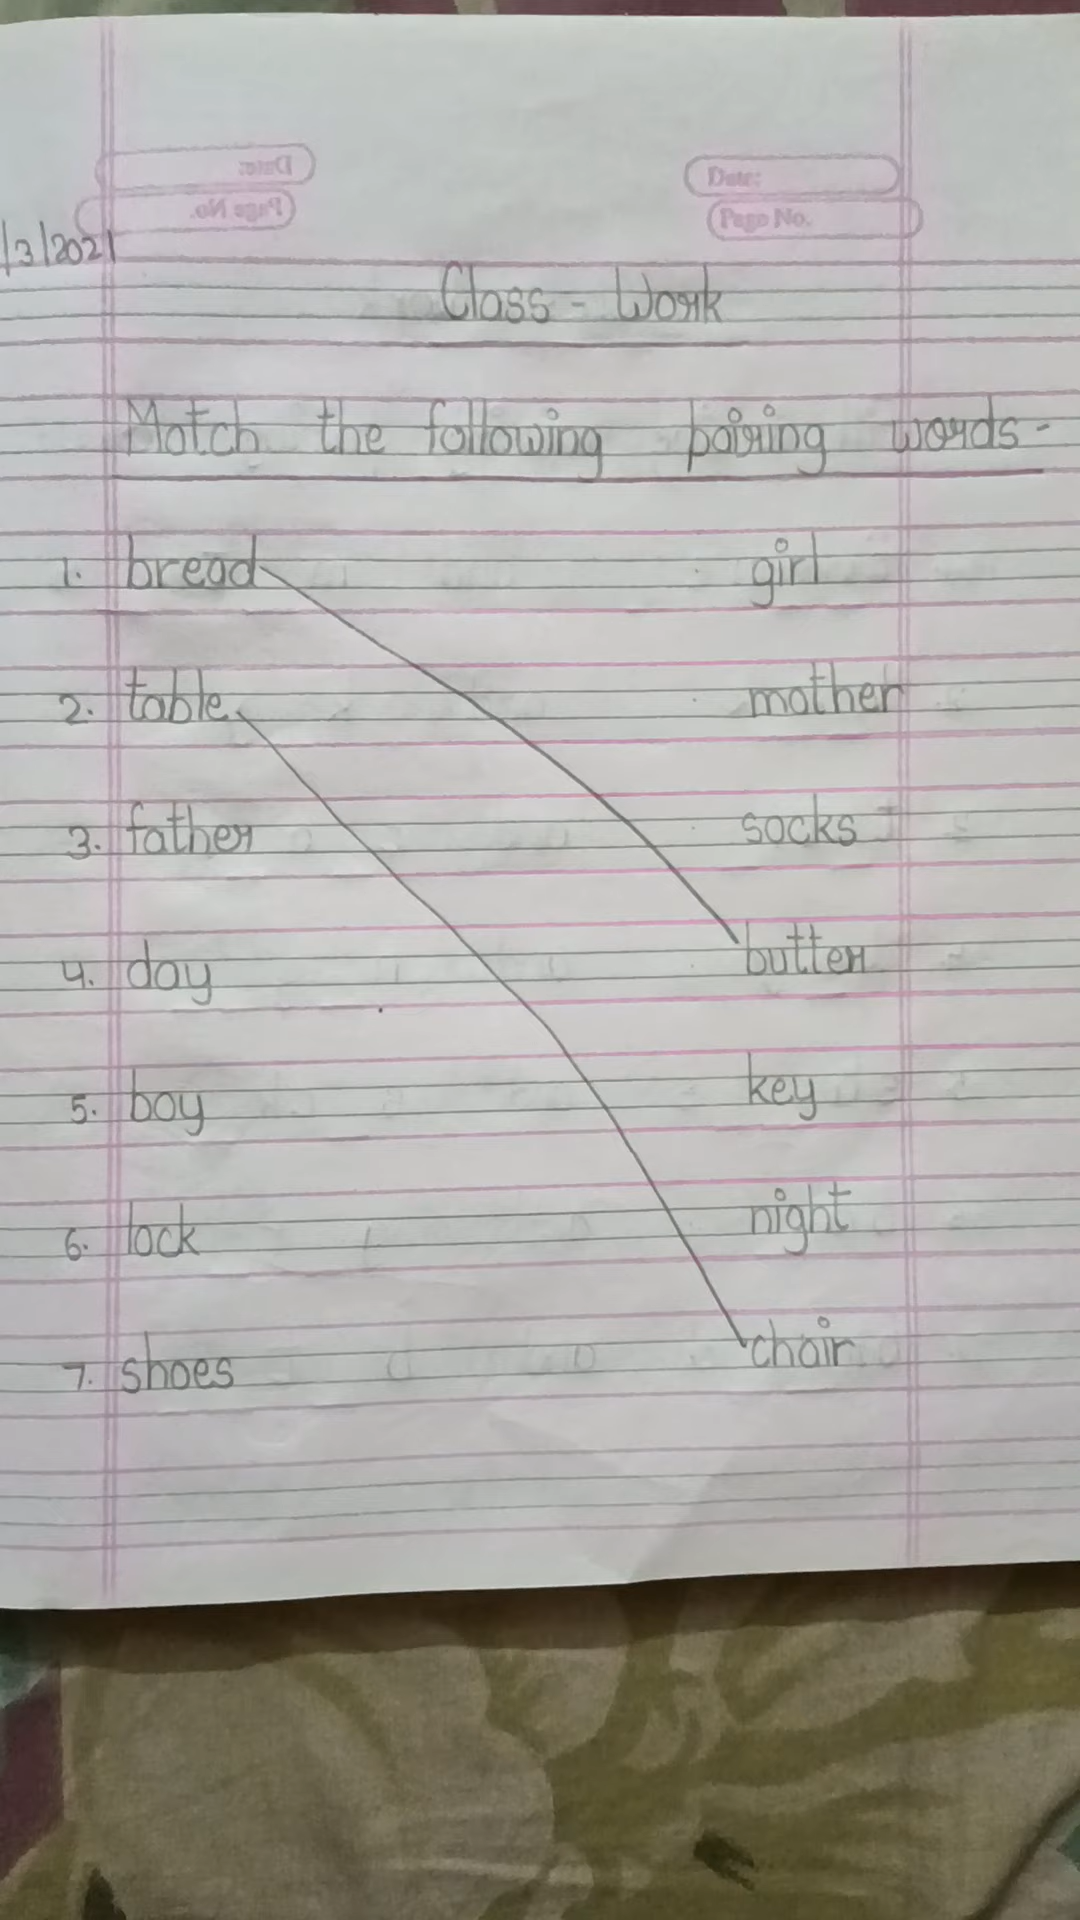 Date:
Page No.
/3/2021
Class - Work
Match the following pairing words -
1. bread girl
2. table mother
3. father socks
4. day butter
5. boy key
6. lock night
7. shoes chair